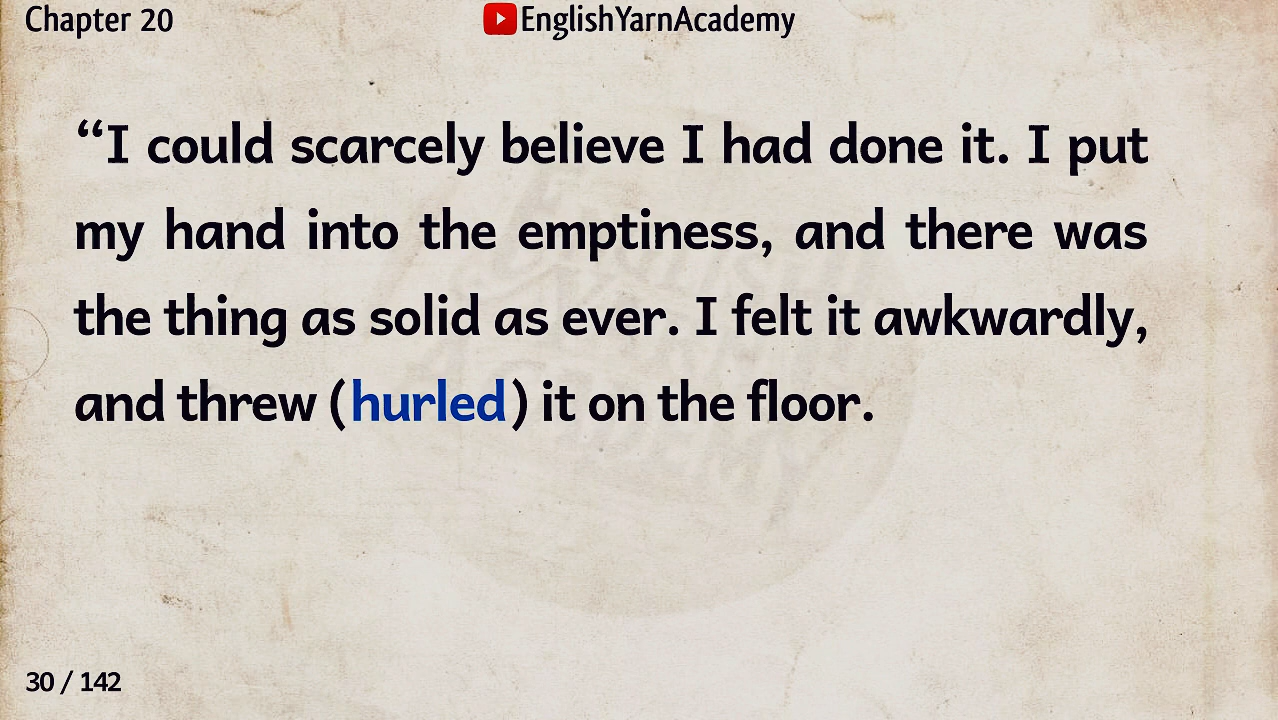 Chapter 20
EnglishYarnAcademy
“I could scarcely believe I had done it. I put
my hand into the emptiness, and there was
the thing as solid as ever. I felt it awkwardly,
and threw (hurled) it on the floor.
30 / 142